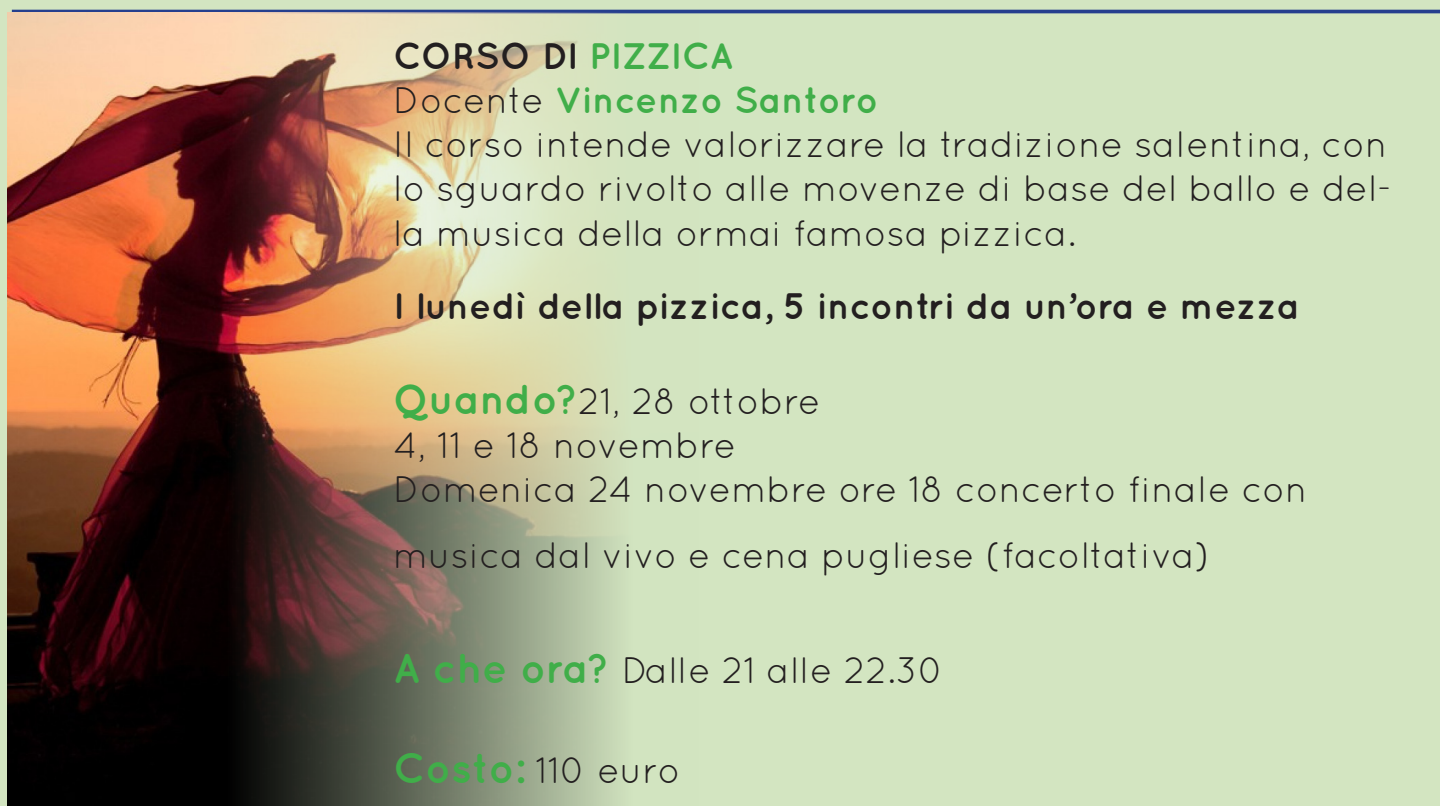 CORSO DI PIZZICA
Docente Vincenzo Santoro
Il corso intende valorizzare la tradizione salentina, con
lo sguardo rivolto alle movenze di base del ballo e del-
la musica della ormai famosa pizzica.
I lunedì della pizzica, 5 incontri da un’ora e mezza
Quando?21, 28 ottobre
4, 11 e 18 novembre
Domenica 24 novembre ore 18 concerto finale con
musica dal vivo e cena pugliese (facoltativa)
A che ora? Dalle 21 alle 22.30
Costo: 110 euro